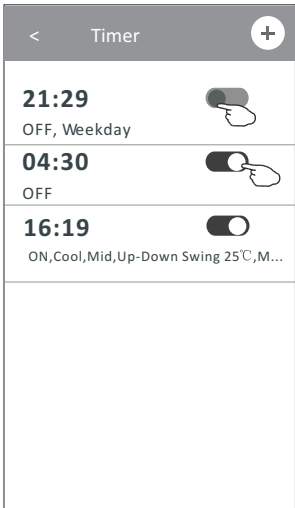 < Timer +
21:29
OFF, Weekday
04:30
OFF
16:19
ON,Cool,Mid,Up-Down Swing 25℃,M...